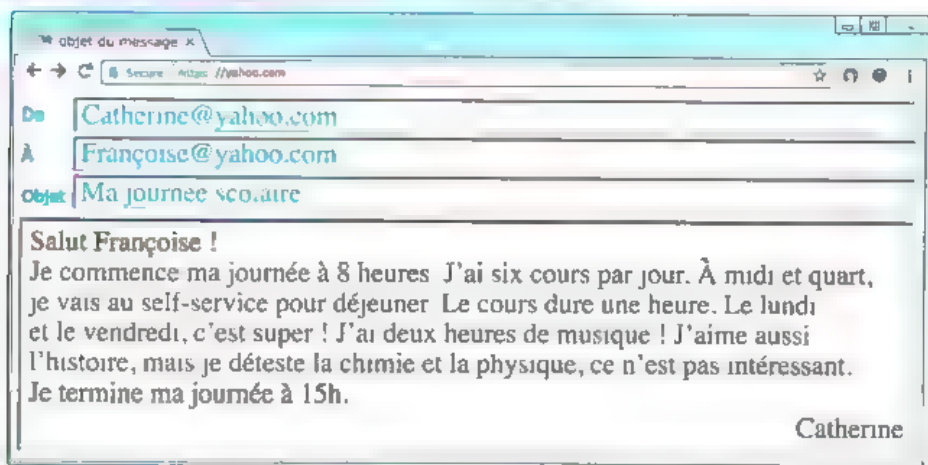 objet du message ×
Secure https://yahoo.com
De Catherine@yahoo.com
À Françoise@yahoo.com
Objet Ma journée scolaire
Salut Françoise !
Je commence ma journée à 8 heures J'ai six cours par jour. À midi et quart,
je vais au self-service pour déjeuner Le cours dure une heure. Le lundi
et le vendredi, c'est super ! J'ai deux heures de musique ! J'aime aussi
l'histoire, mais je déteste la chimie et la physique, ce n'est pas intéressant.
Je termine ma journée à 15h.
Catherine